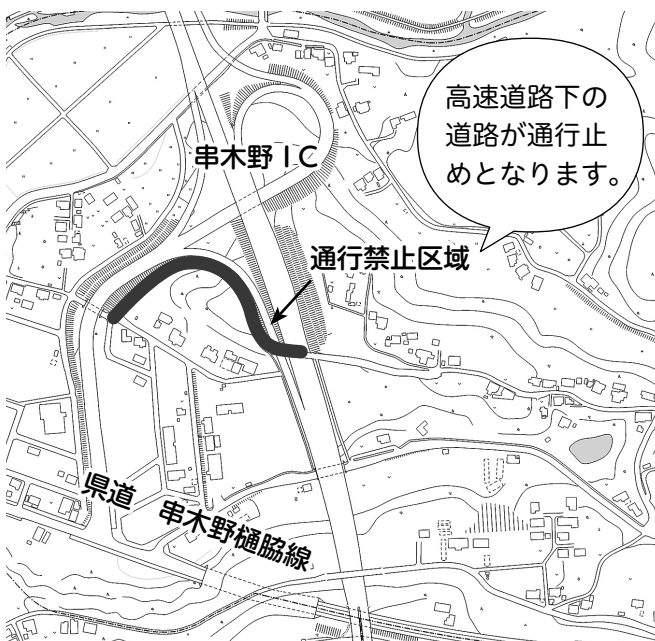 高速道路下の
道路が通行止
めとなります。
串木野IC
通行禁止区域
県道 串木野樋脇線